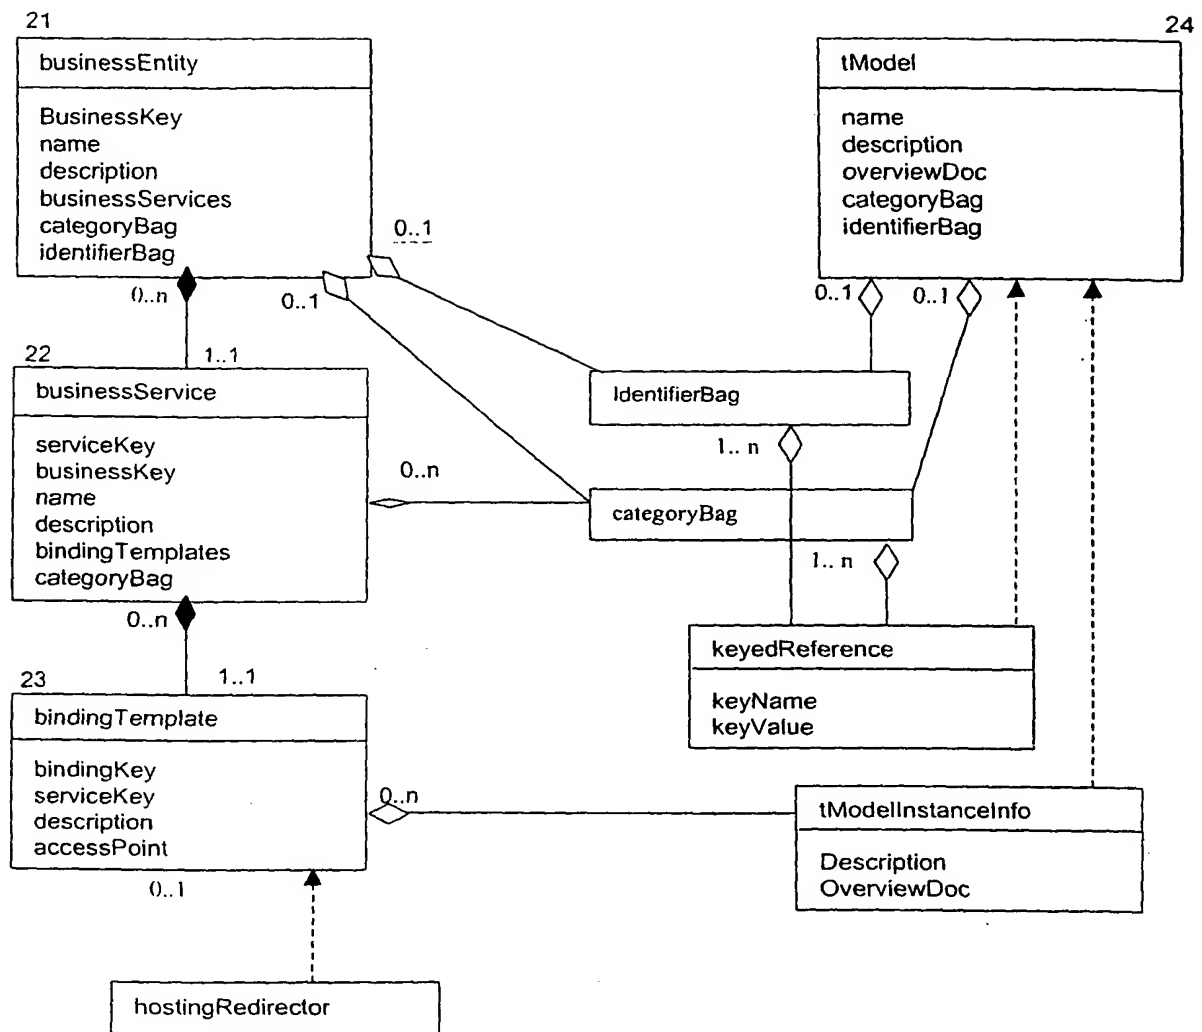 21
businessEntity
BusinessKey
name
description
businessServices
categoryBag
identifierBag
24
tModel
name
description
overviewDoc
categoryBag
identifierBag
0..1
0..n
0..1
0..1
0..1
1..1
22
businessService
serviceKey
businessKey
name
description
bindingTemplates
categoryBag
IdentifierBag
1.. n
0..n
categoryBag
1.. n
0..n
1..1
keyedReference
keyName
keyValue
23
bindingTemplate
bindingKey
serviceKey
description
accessPoint
0..n
tModelInstanceInfo
Description
OverviewDoc
0..1
hostingRedirector